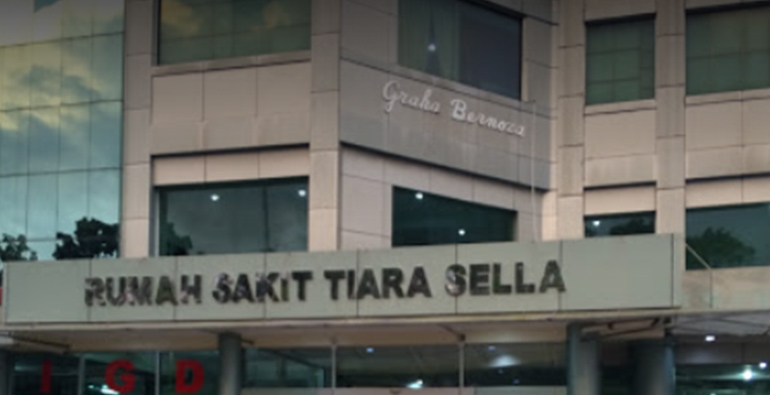 Graha Bernoza
RUMAH SAKIT TIARA SELLA
IGD